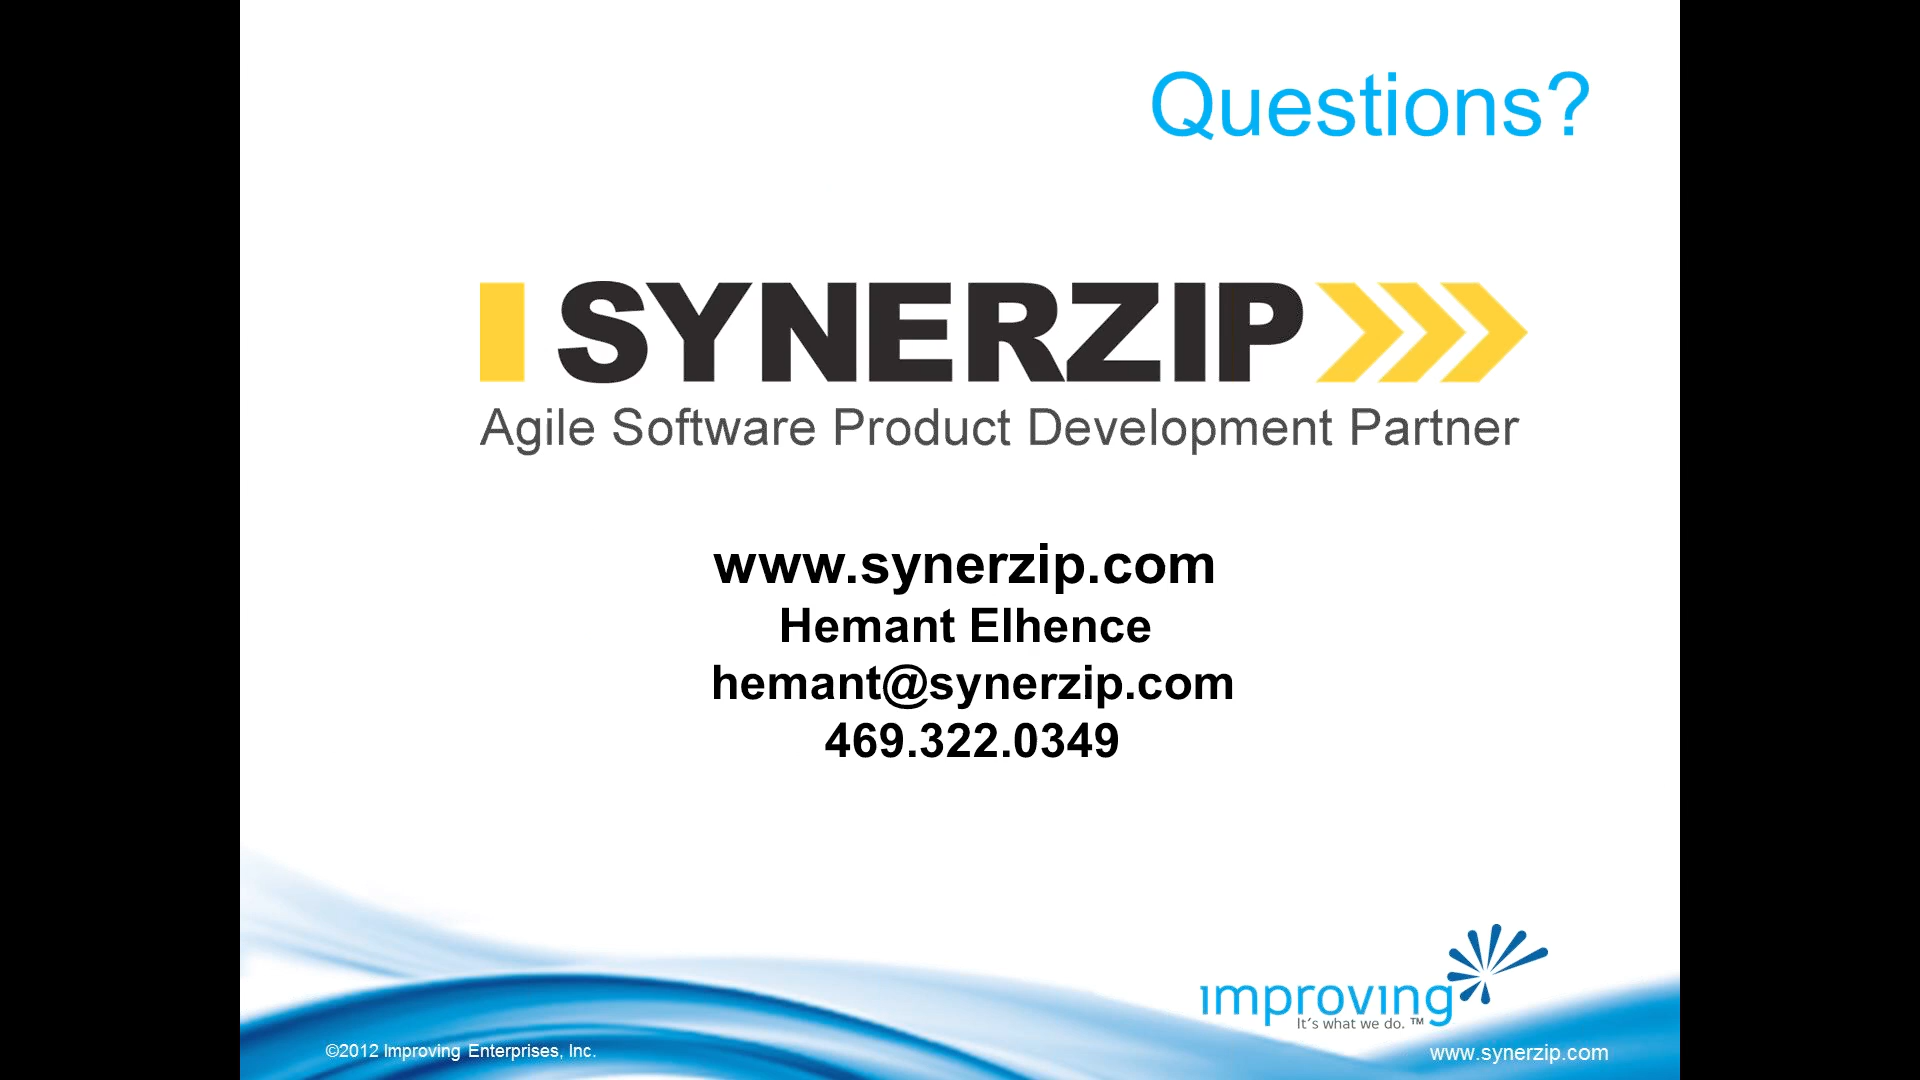 Questions?
SYNERZIP
Agile Software Product Development Partner
www.synerzip.com
Hemant Elhence
hemant@synerzip.com
469.322.0349
improving
It's what we do. ™
©2012 Improving Enterprises, Inc.
www.synerzip.com